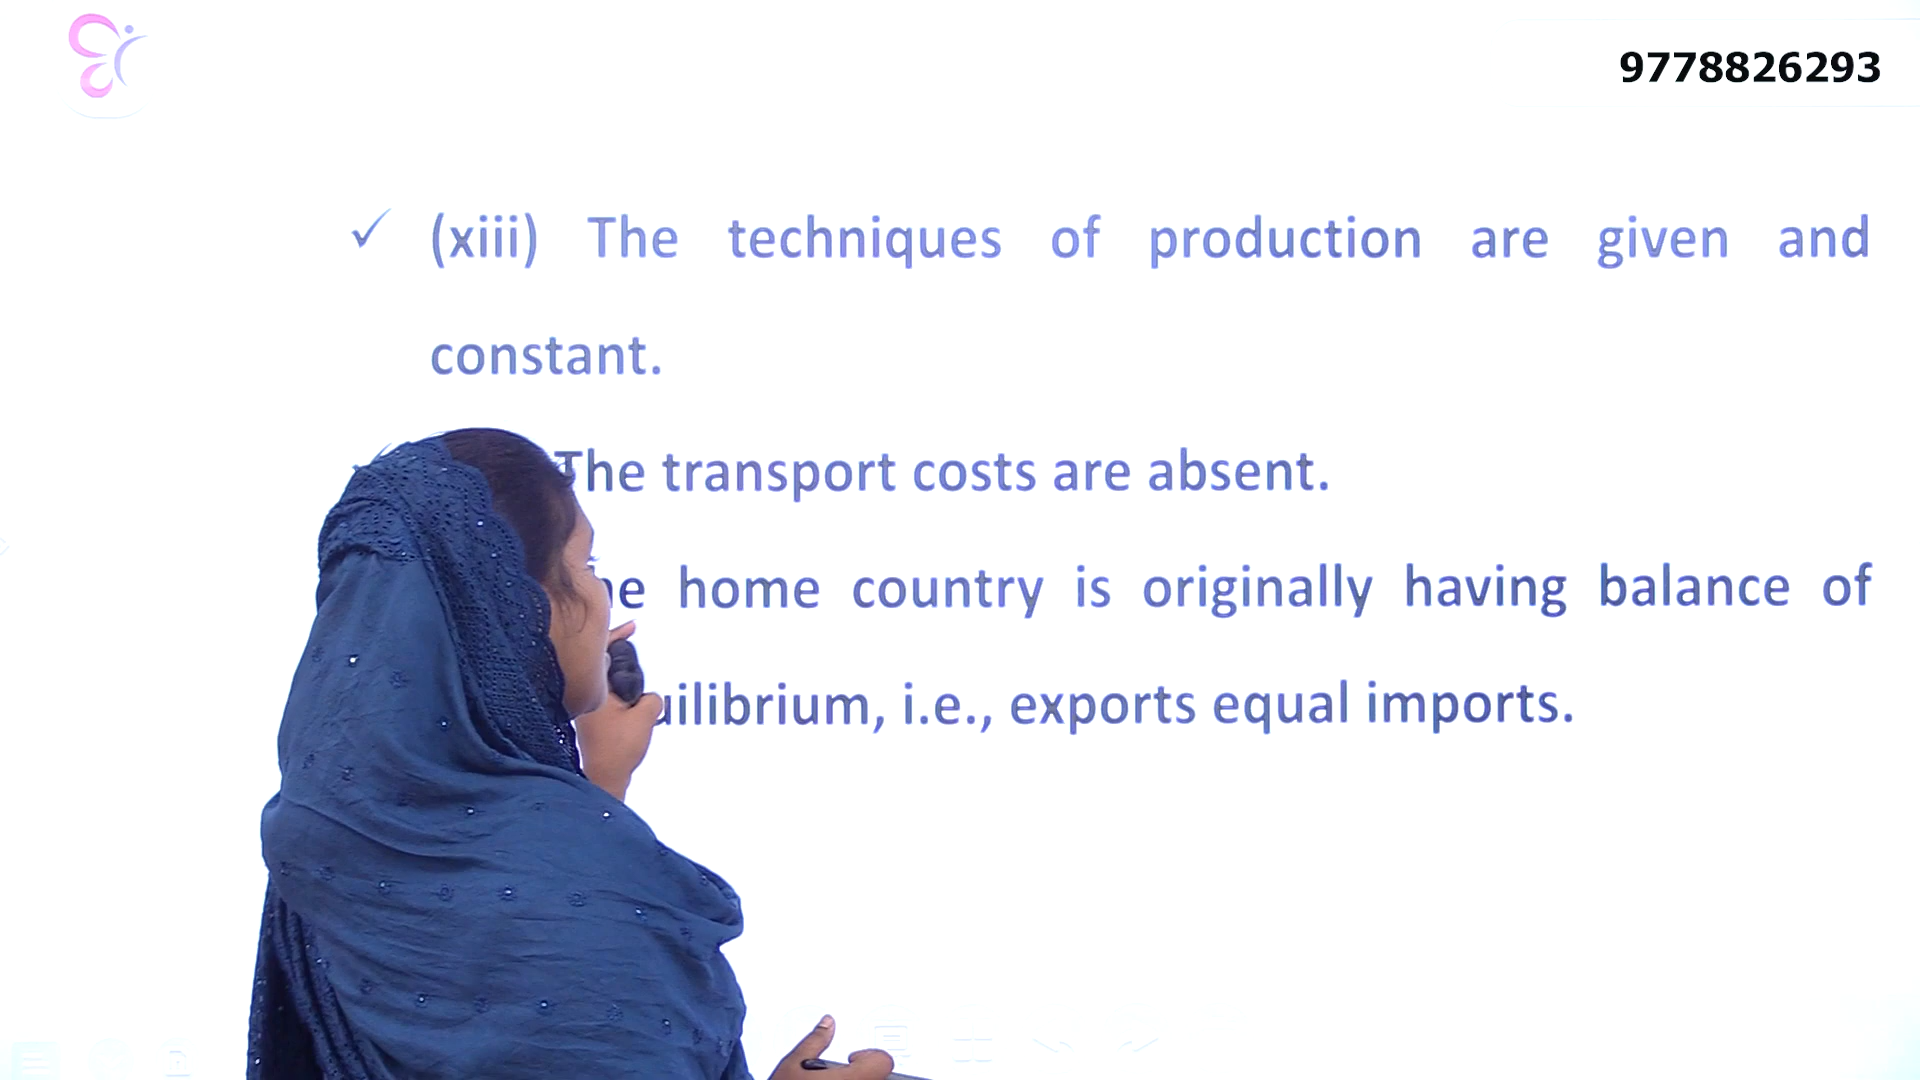 9778826293
✓ (xiii) The techniques of production are given and
constant.
The transport costs are absent.
home country is originally having balance of
i.e., exports equal imports.